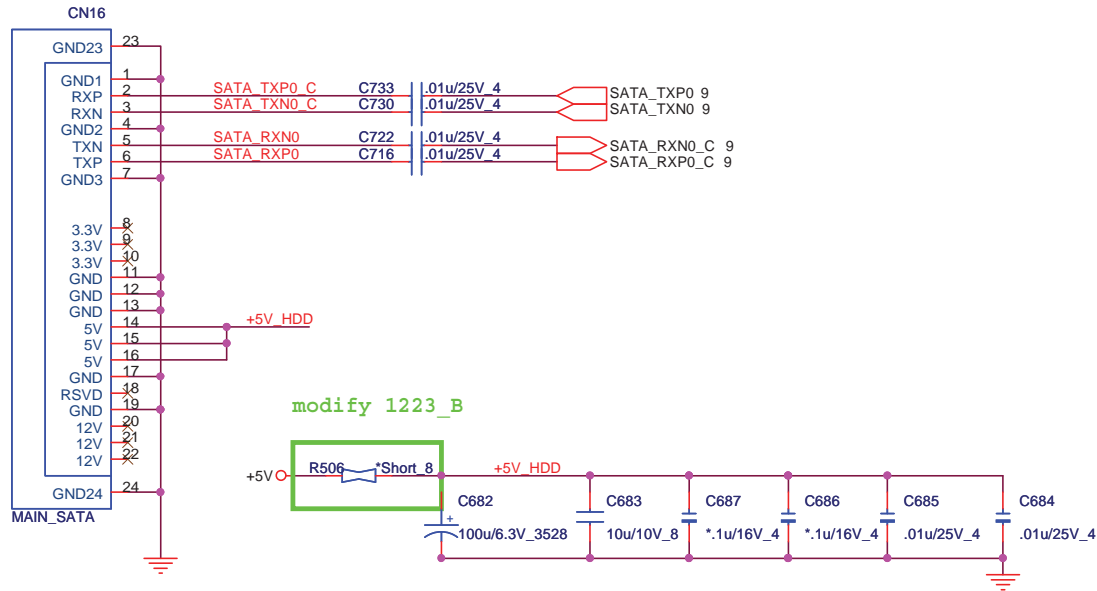 CN16
GND23 23
GND1 1
RXP 2 SATA_TXP0_C C733 .01u/25V_4 SATA_TXP0 9
RXN 3 SATA_TXN0_C C730 .01u/25V_4 SATA_TXN0 9
GND2 4
TXN 5 SATA_RXN0 C722 .01u/25V_4 SATA_RXN0_C 9
TXP 6 SATA_RXP0 C716 .01u/25V_4 SATA_RXP0_C 9
GND3 7
3.3V 8
3.3V 9
3.3V 10
GND 11
GND 12
GND 13
5V 14 +5V_HDD
5V 15
5V 16
GND 17
RSVD 18
GND 19
12V 20
12V 21
12V 22
GND24 24
MAIN_SATA
modify 1223_B
+5V R506 *Short_8 +5V_HDD
C682 C683 C687 C686 C685 C684
100u/6.3V_3528 10u/10V_8 *.1u/16V_4 *.1u/16V_4 .01u/25V_4 .01u/25V_4